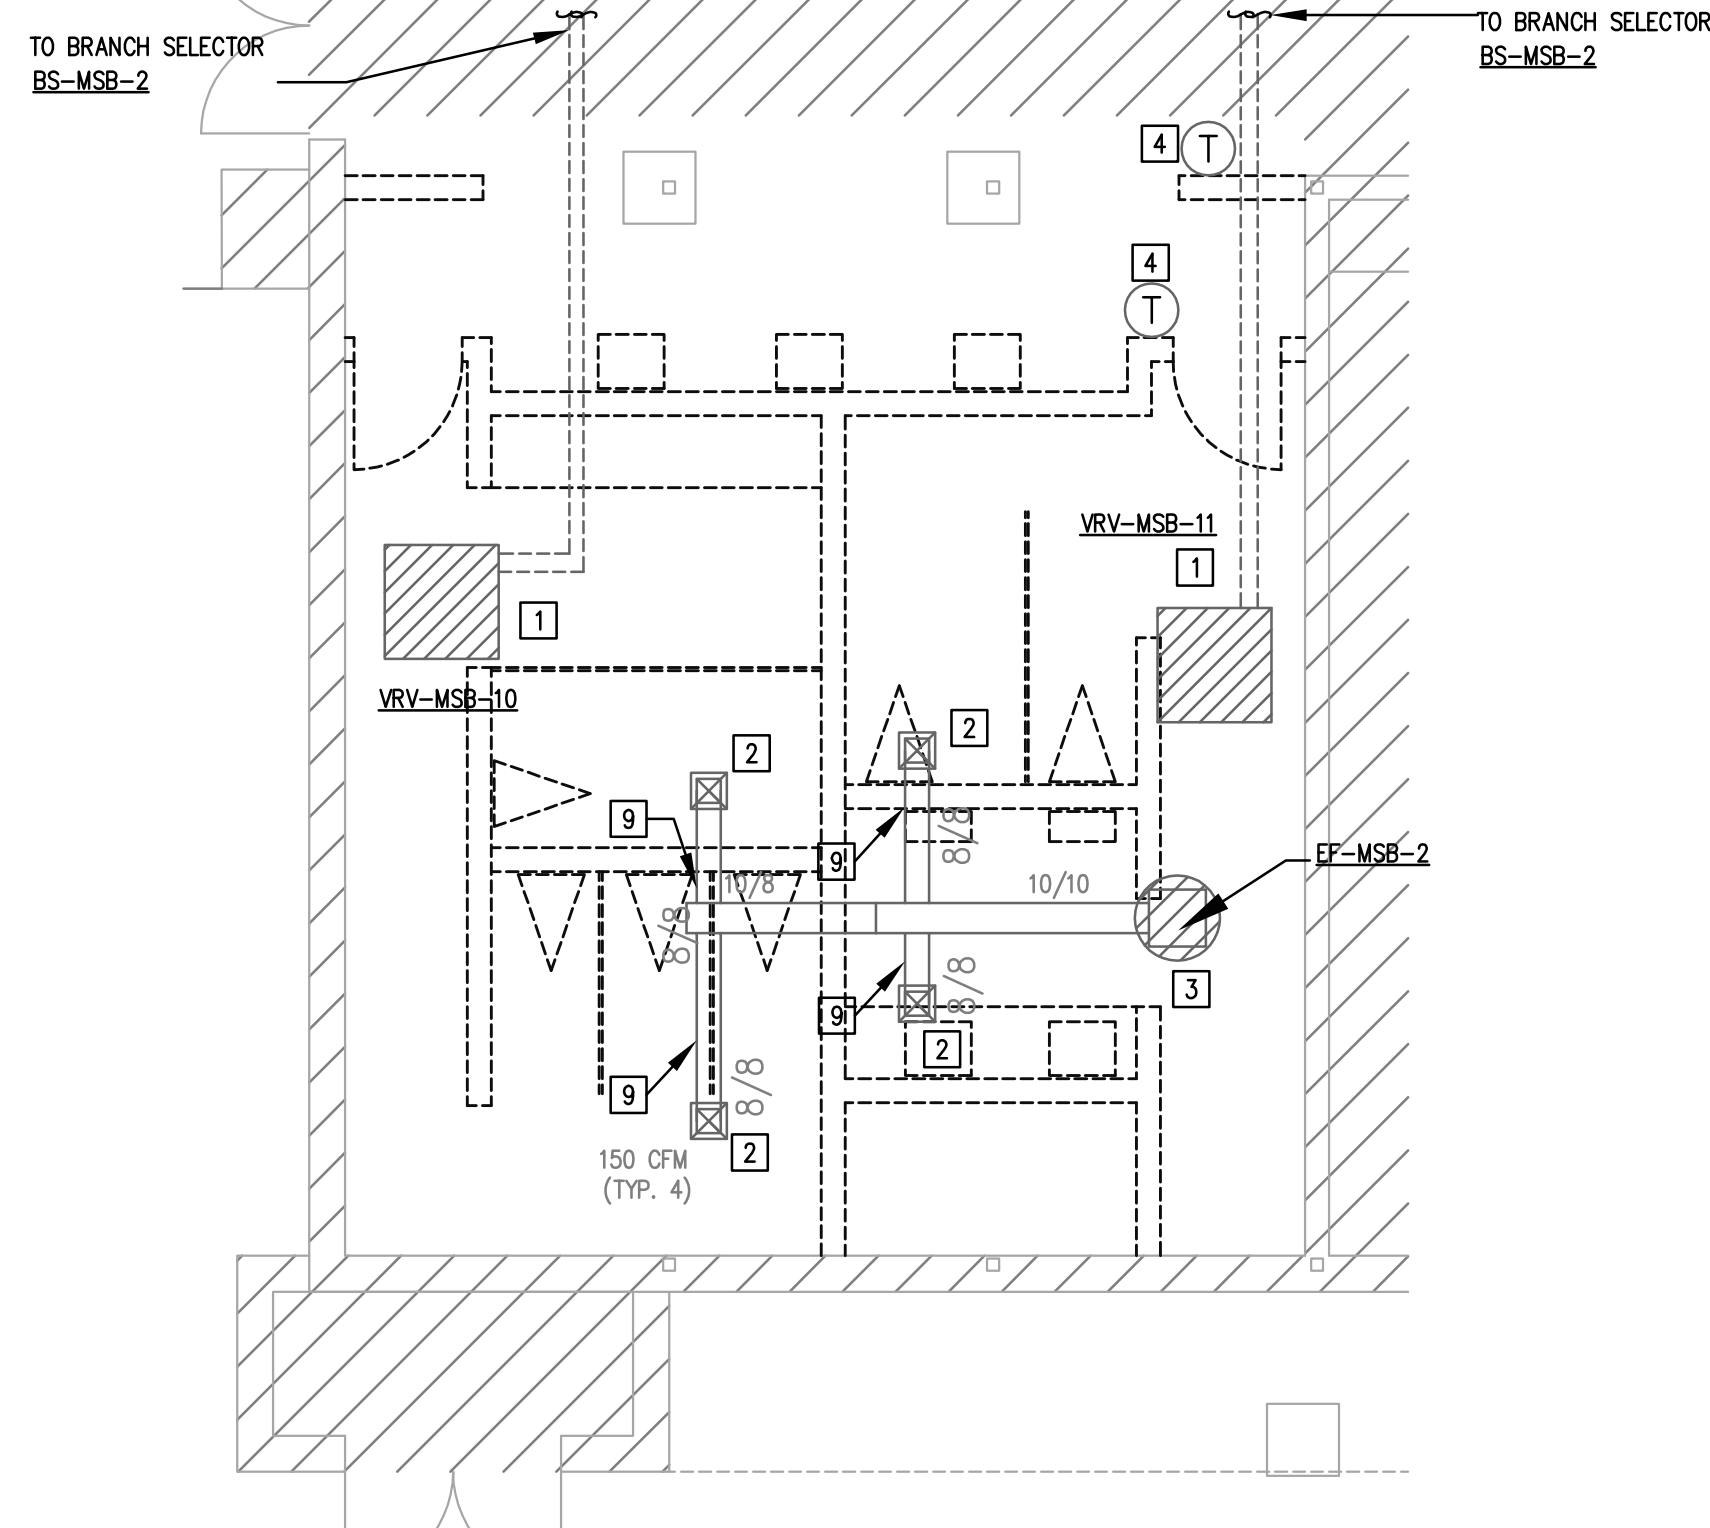 TO BRANCH SELECTOR
BS-MSB-2
TO BRANCH SELECTOR
BS-MSB-2
4
T
4
T
VRV-MSB-11
1
1
VRV-MSB-10
2
2
9
9
8/8
EF-MSB-2
10/8
10/10
8/8
8/8
3
9
2
9
8/8
2
150 CFM
(TYP. 4)